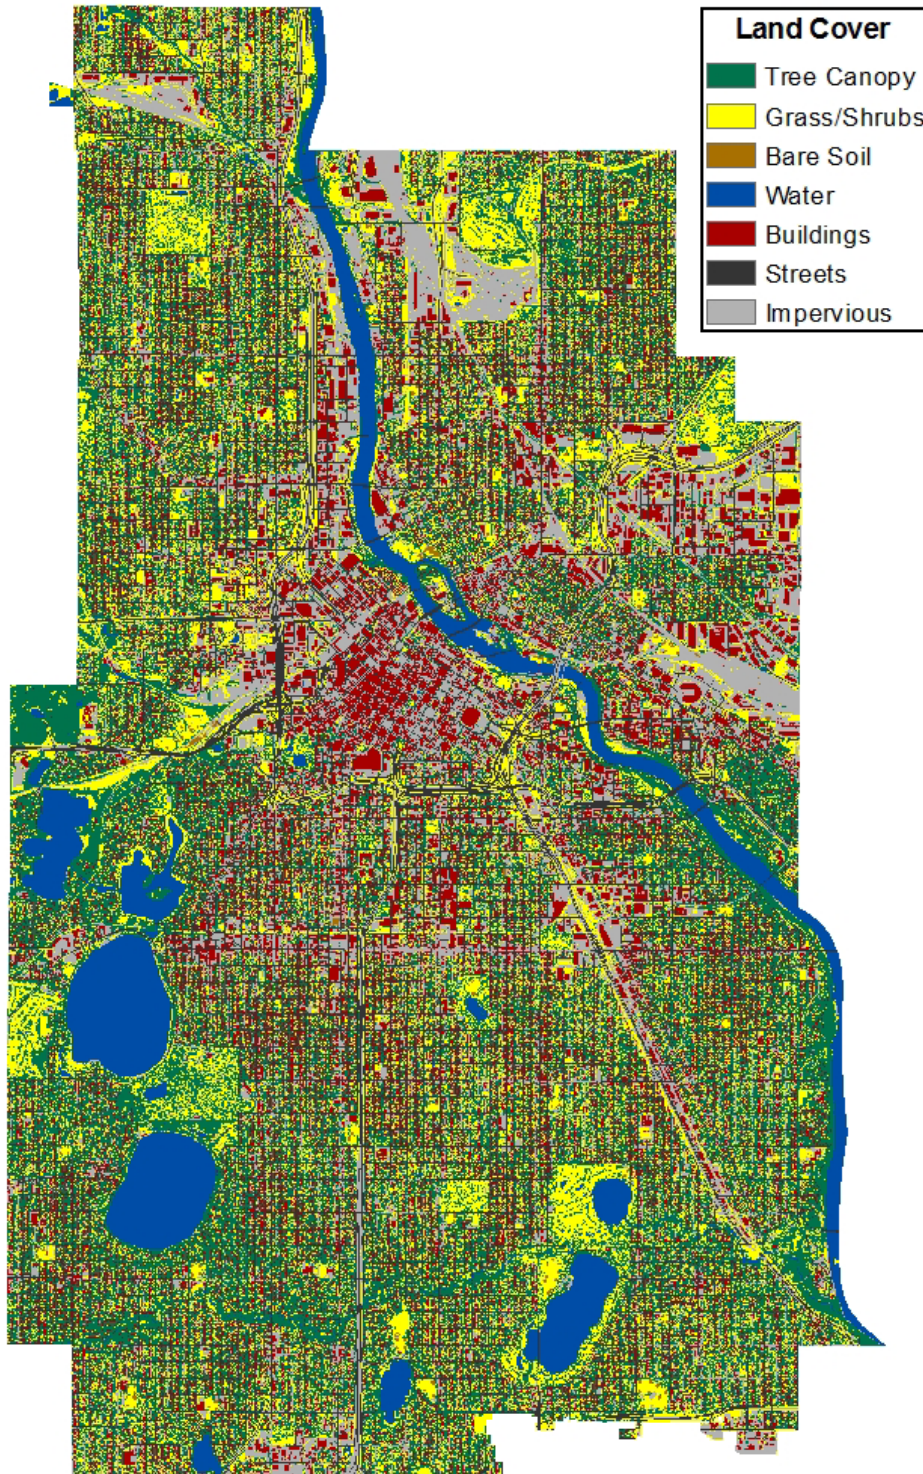 Land Cover
Tree Canopy
Grass/Shrubs
Bare Soil
Water
Buildings
Streets
Impervious